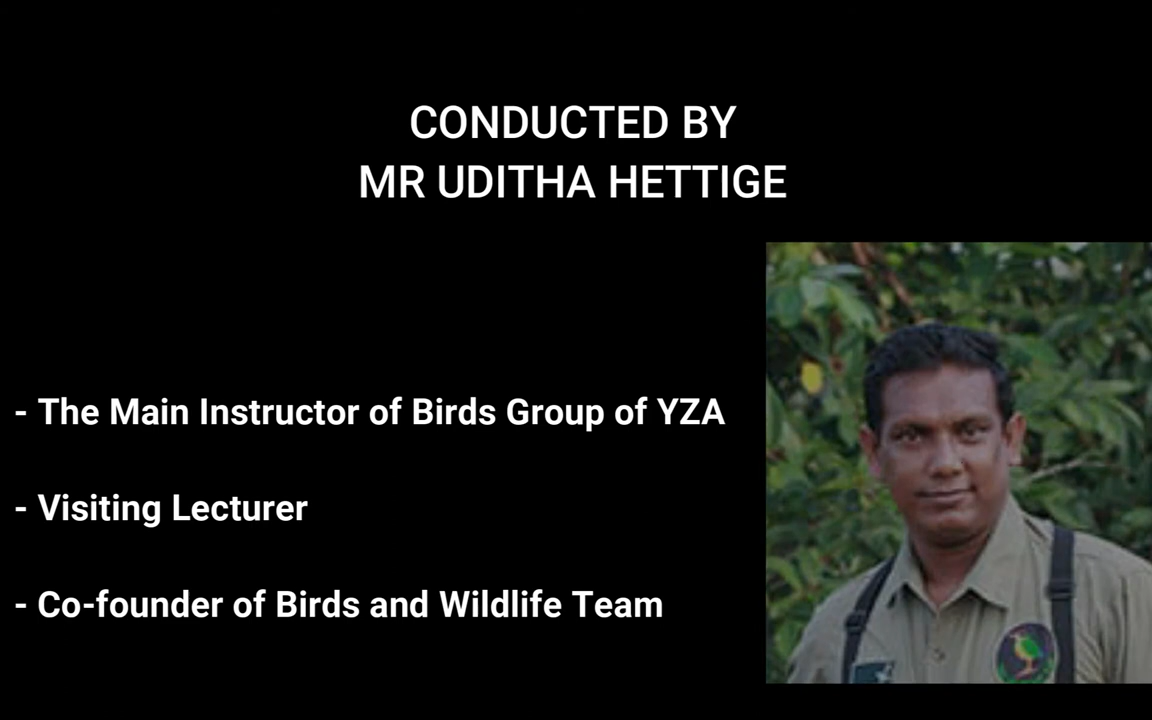 CONDUCTED BY
MR UDITHA HETTIGE
- The Main Instructor of Birds Group of YZA
- Visiting Lecturer
- Co-founder of Birds and Wildlife Team